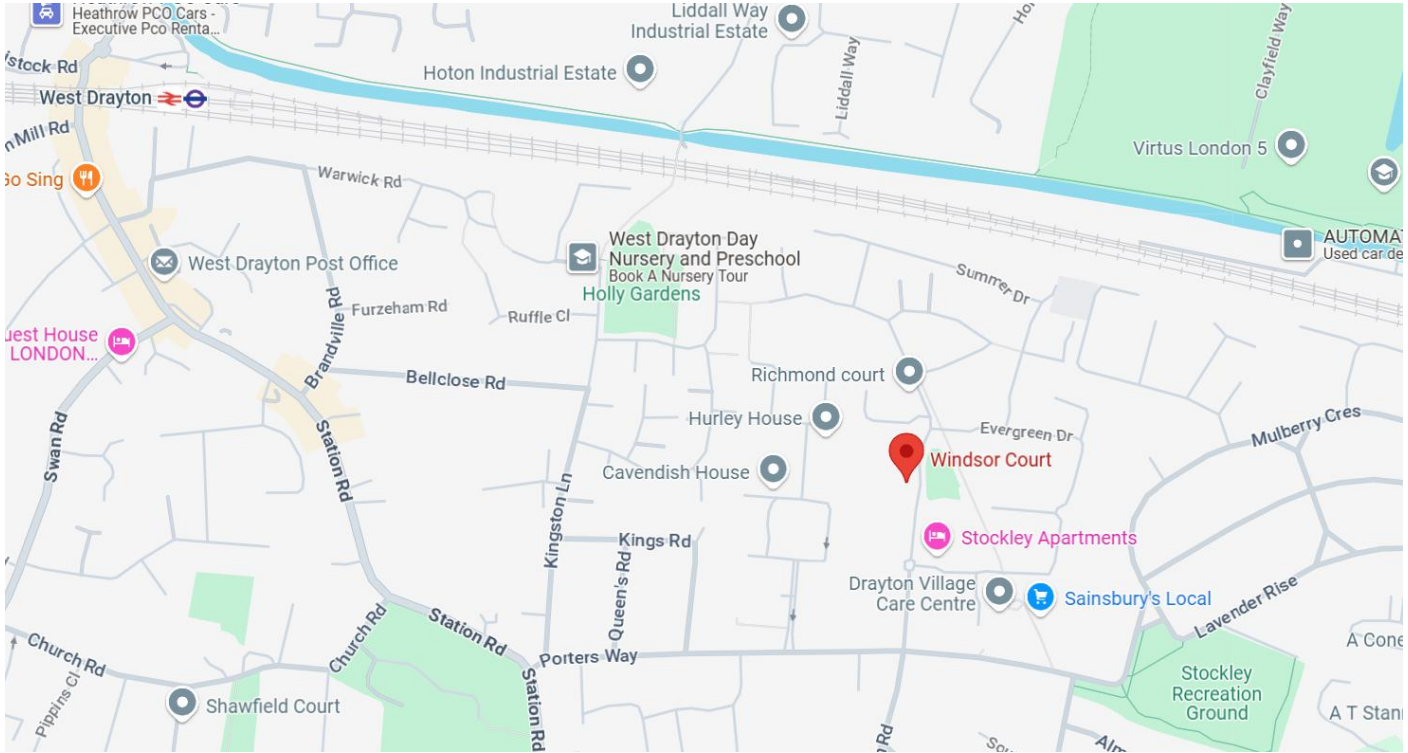 Heathrow PCO Cars -
Executive Pco Renta...
Liddall Way
Industrial Estate
Hoton Industrial Estate
Liddall Way
Clayfield Way
West Drayton
Mill Rd
Virtus London 5
Go Sing
Warwick Rd
West Drayton Day
Nursery and Preschool
Book A Nursery Tour
Holly Gardens
AUTOMAT
Used car de
West Drayton Post Office
Summer Dr
Furzeham Rd
Ruffle Cl
Brandville Rd
uest House
LONDON...
Bellclose Rd
Richmond court
Hurley House
Evergreen Dr
Mulberry Cres
Swan Rd
Station Rd
Windsor Court
Cavendish House
Kingston Ln
Kings Rd
Queen's Rd
Stockley Apartments
Drayton Village
Care Centre
Sainsbury's Local
Lavender Rise
Church Rd
Station Rd
Church Rd
Porters Way
A Cone
Stockley
Recreation
Ground
Pippins Cl
Shawfield Court
Station Rd
Rd
A T Stan